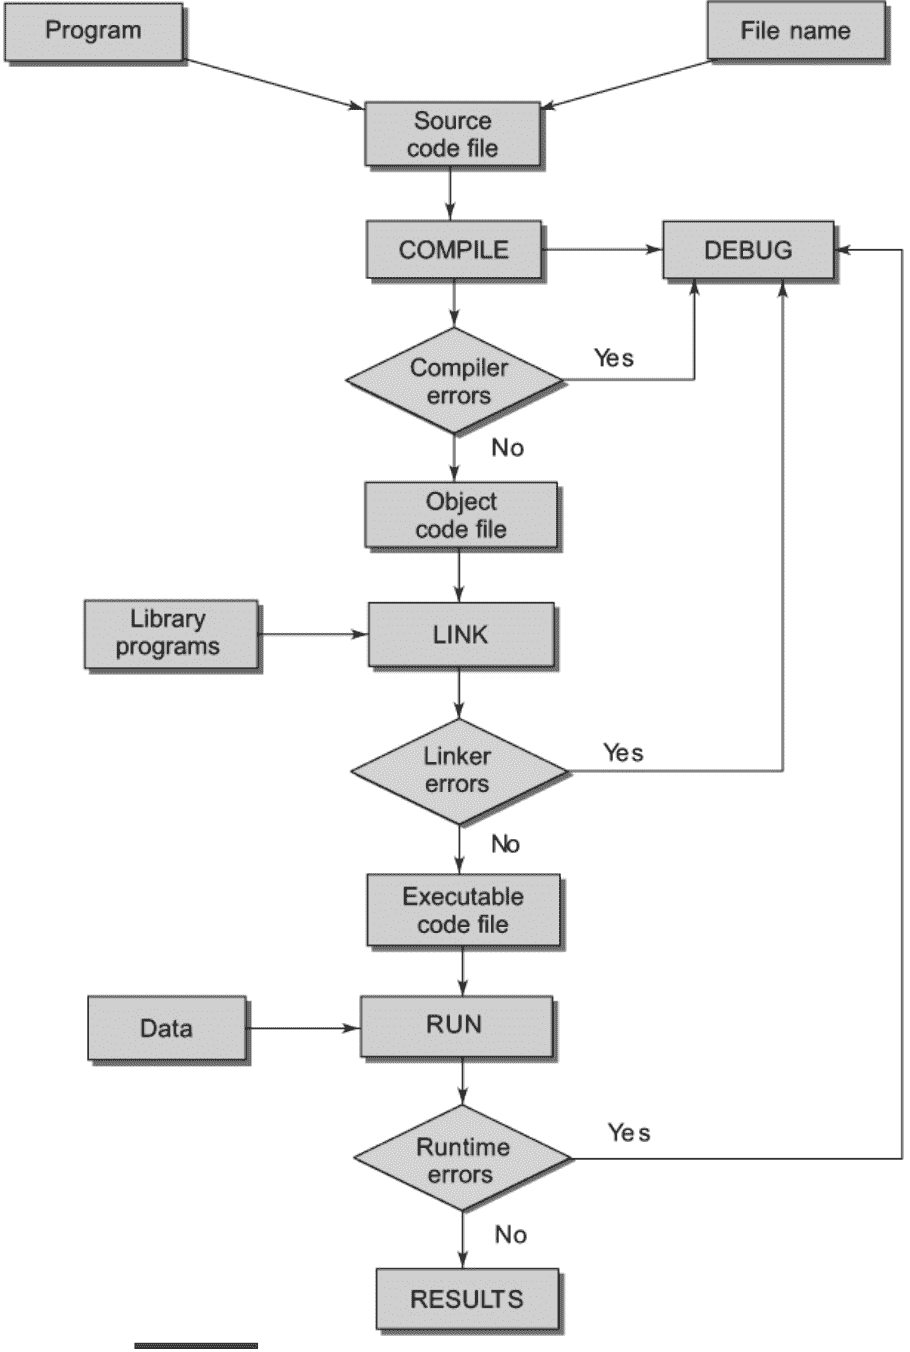 Program
File name
Source
code file
COMPILE
DEBUG
Compiler
errors
Yes
No
Object
code file
Library
programs
LINK
Linker
errors
Yes
No
Executable
code file
Data
RUN
Runtime
errors
Yes
No
RESULTS